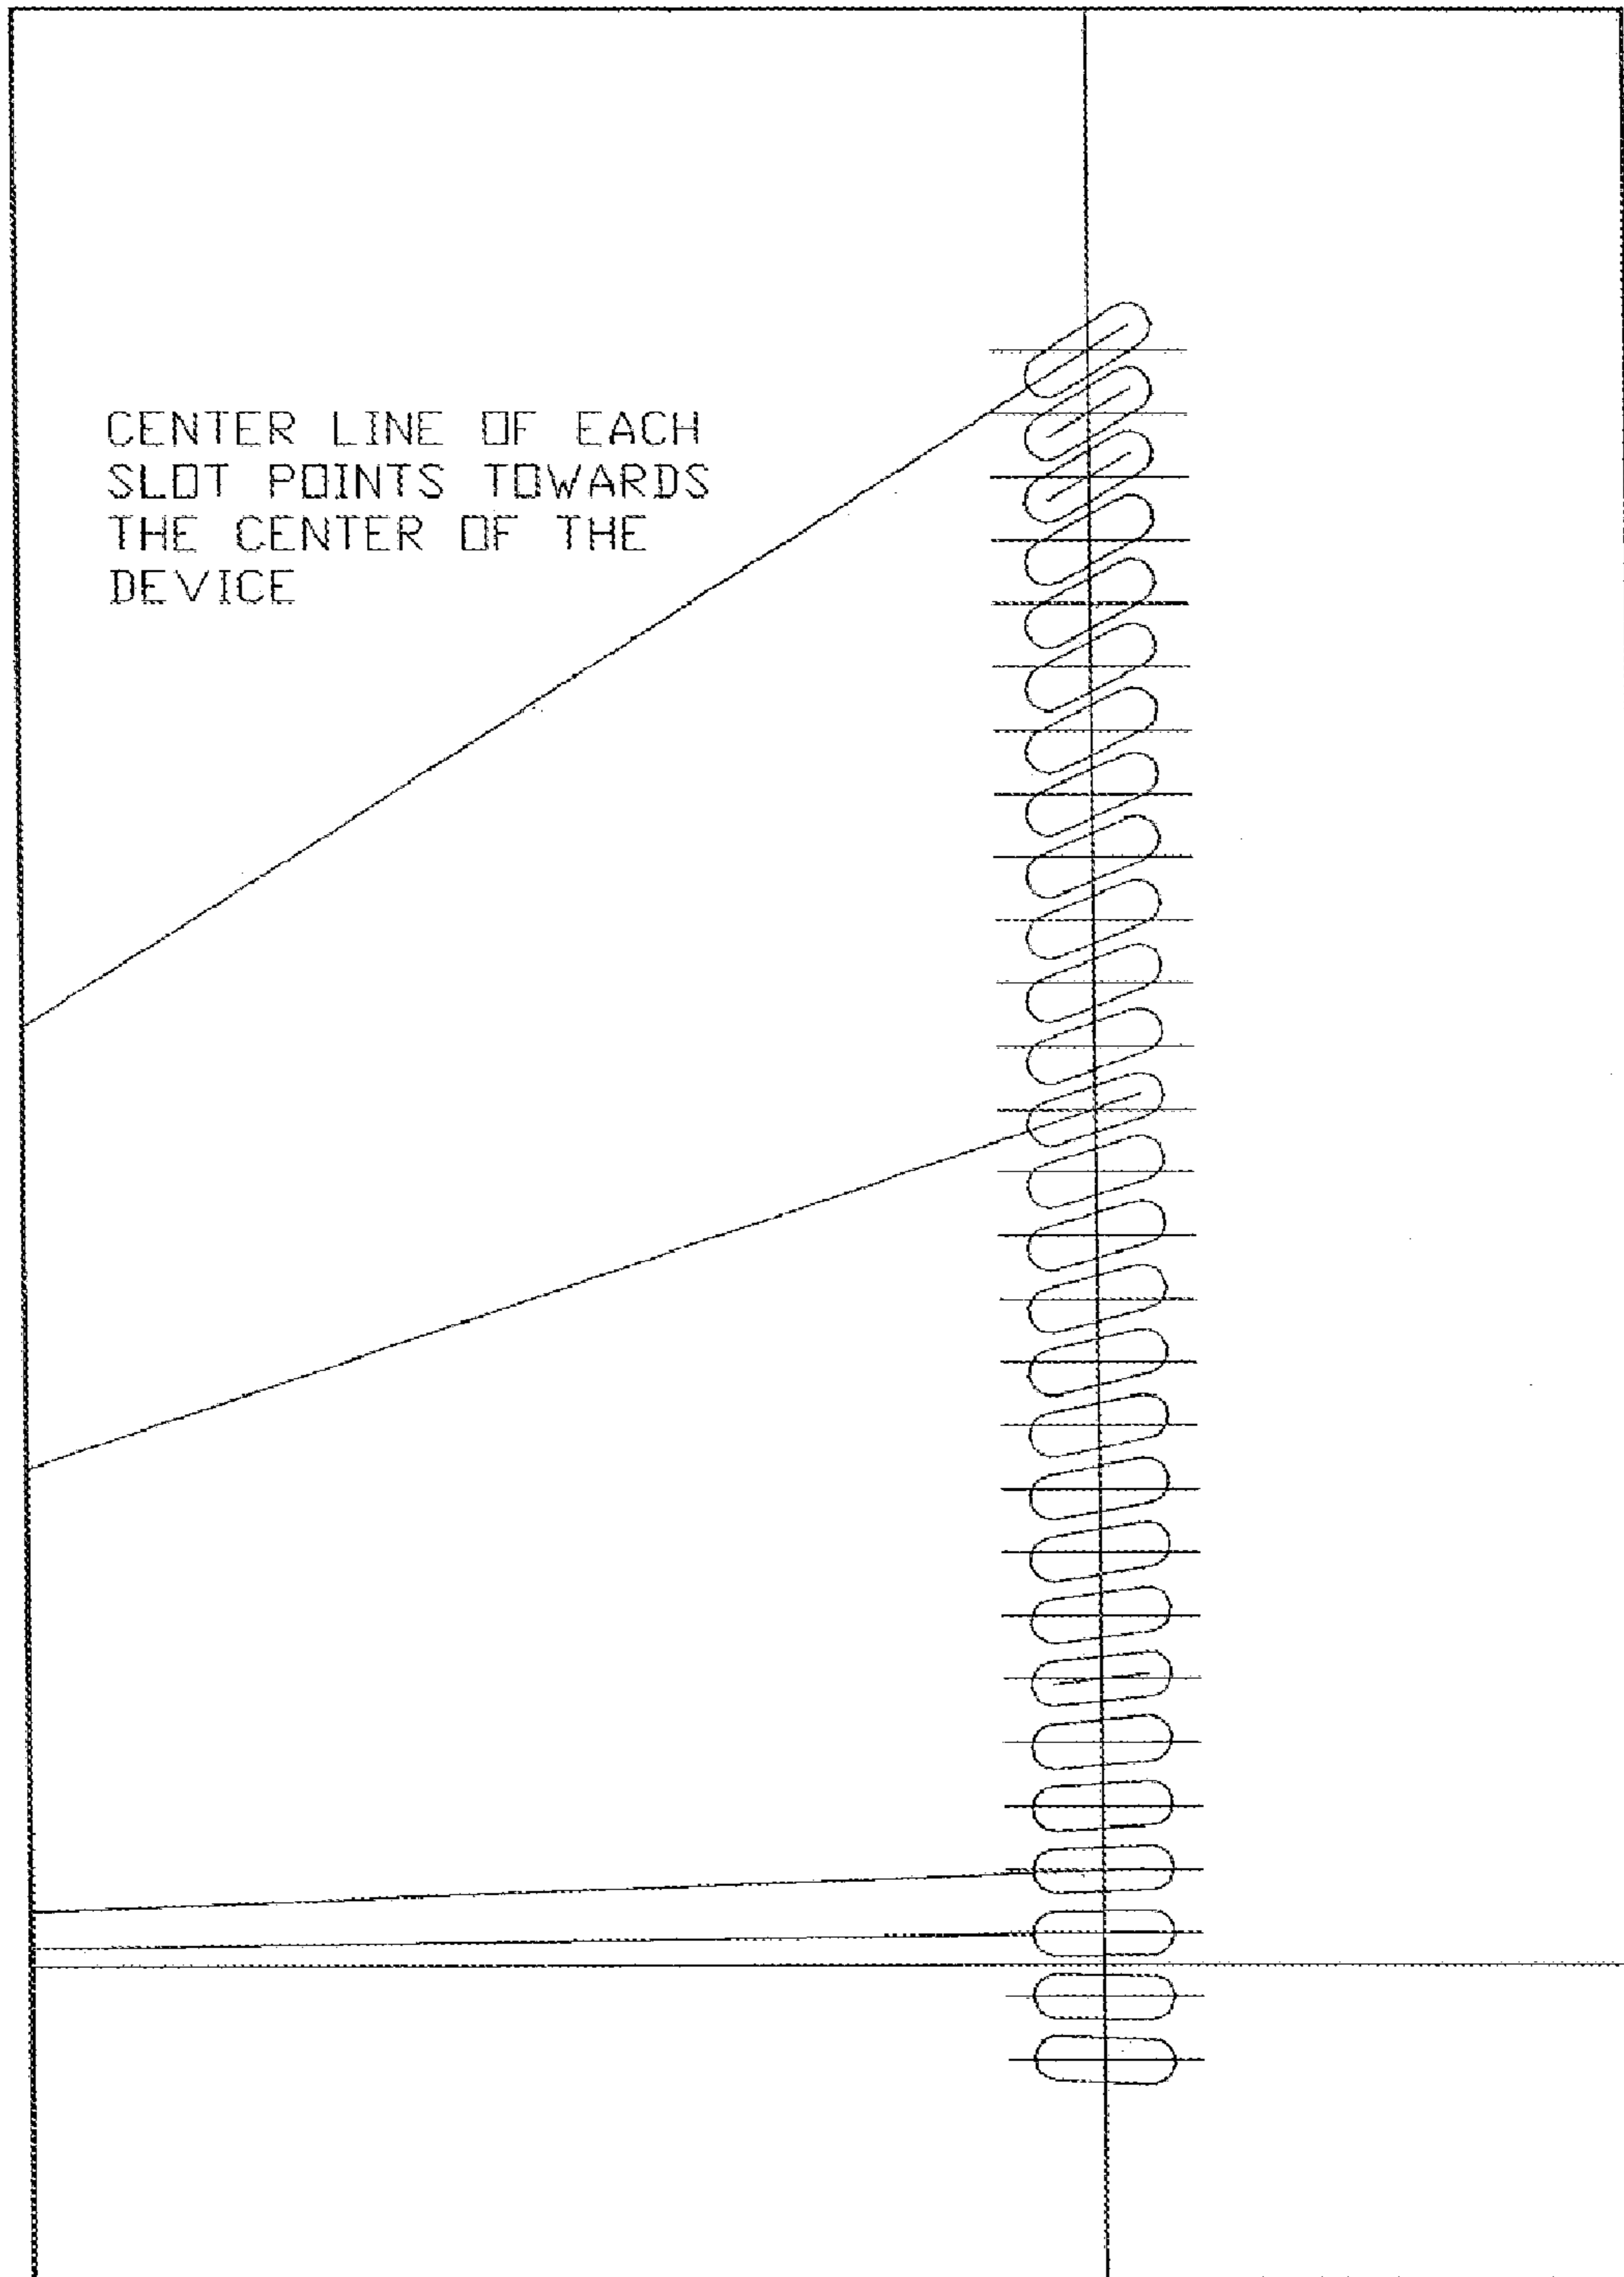 CENTER LINE OF EACH
SLOT POINTS TOWARDS
THE CENTER OF THE
DEVICE